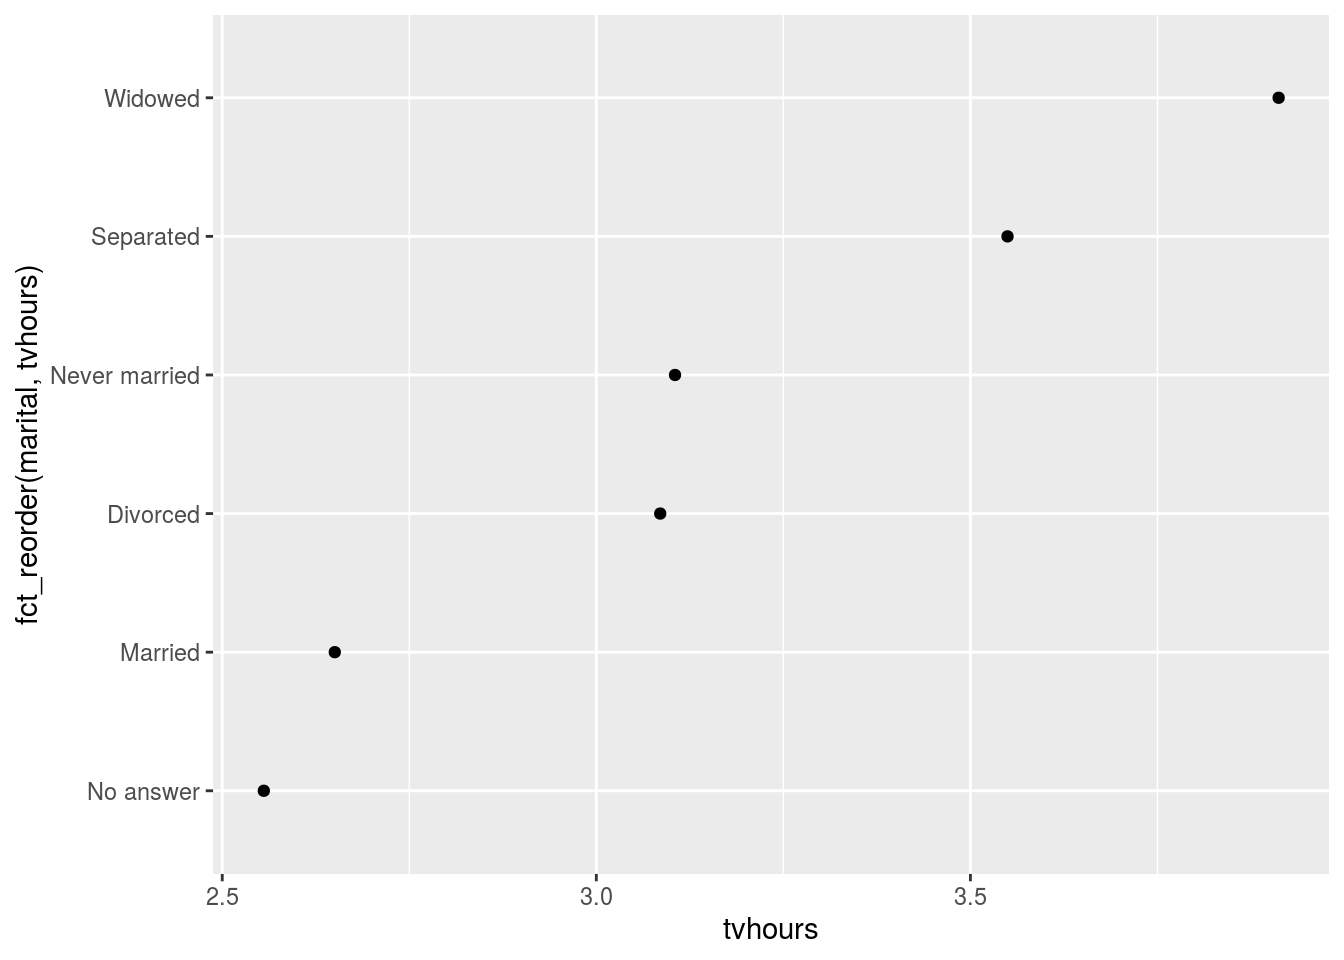 Widowed
Separated
Never married
Divorced
Married
No answer
fct_reorder(marital, tvhours)
2.5 3.0 3.5
tvhours